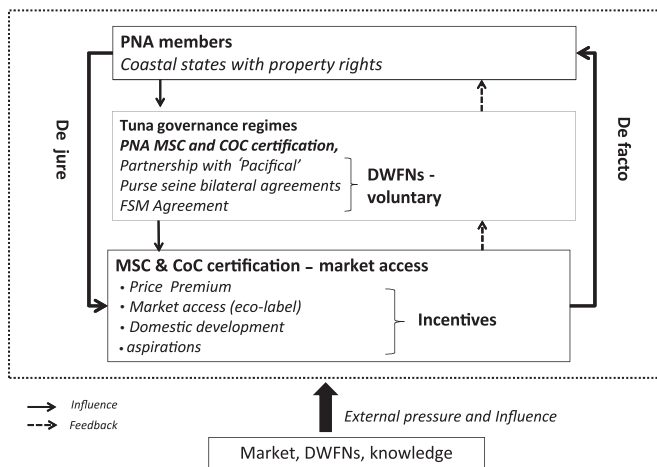 PNA members
Coastal states with property rights
De jure
De facto
Tuna governance regimes
PNA MSC and COC certification,
Partnership with ‘Pacifical’
Purse seine bilateral agreements
FSM Agreement
DWFNs -
voluntary
MSC & CoC certification – market access
• Price Premium
• Market access (eco-label)
• Domestic development
• aspirations
Incentives
Influence
Feedback
External pressure and Influence
Market, DWFNs, knowledge